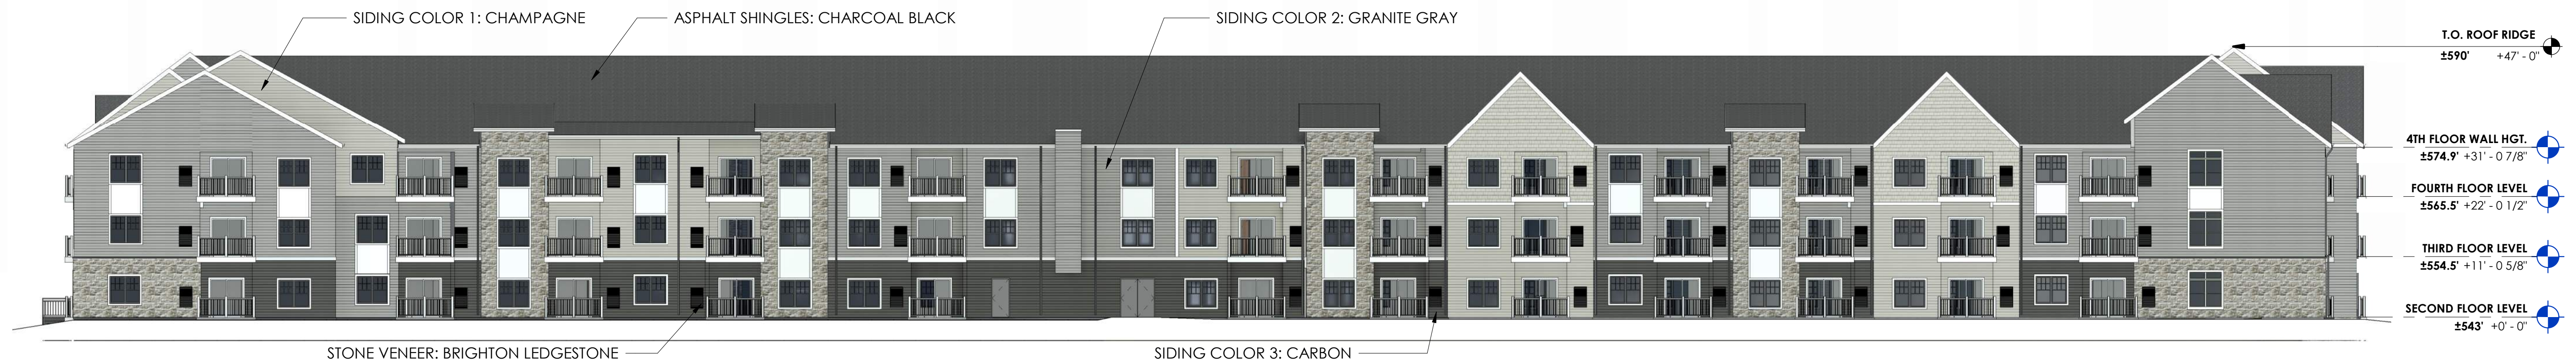 SIDING COLOR 1: CHAMPAGNE
ASPHALT SHINGLES: CHARCOAL BLACK
SIDING COLOR 2: GRANITE GRAY
T.O. ROOF RIDGE
±590' +47' - 0"
4TH FLOOR WALL HGT.
±574.9' +31' - 0 7/8"
FOURTH FLOOR LEVEL
±565.5' +22' - 0 1/2"
THIRD FLOOR LEVEL
±554.5' +11' - 0 5/8"
SECOND FLOOR LEVEL
±543' +0' - 0"
STONE VENEER: BRIGHTON LEDGESTONE
SIDING COLOR 3: CARBON